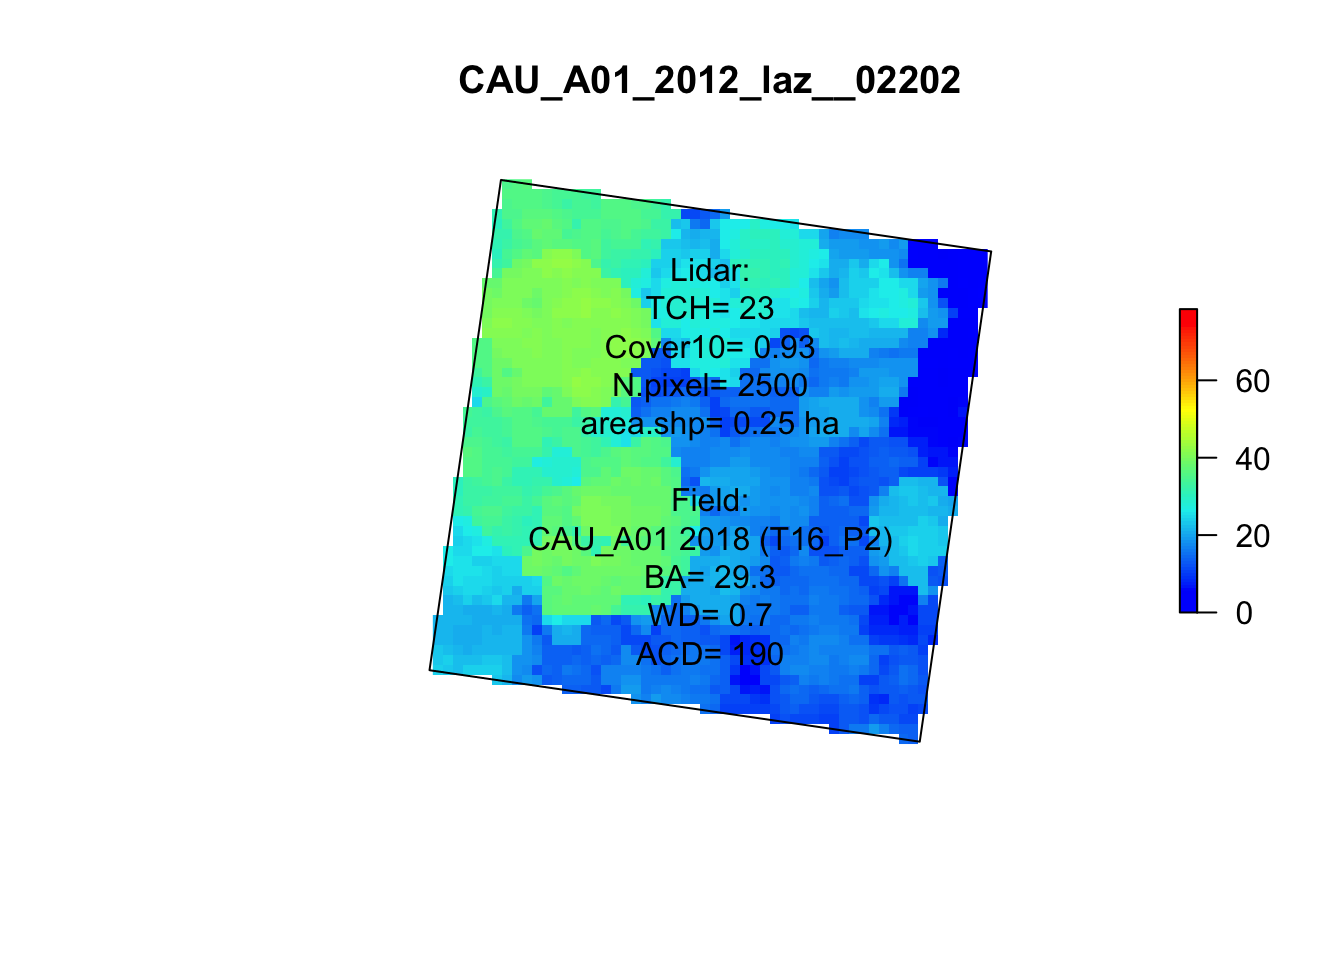 CAU_A01_2012_laz__02202
Lidar:
TCH= 23
Cover10= 0.93
N.pixel= 2500
area.shp= 0.25 ha
Field:
CAU_A01 2018 (T16_P2)
BA= 29.3
WD= 0.7
ACD= 190
60
40
20
0